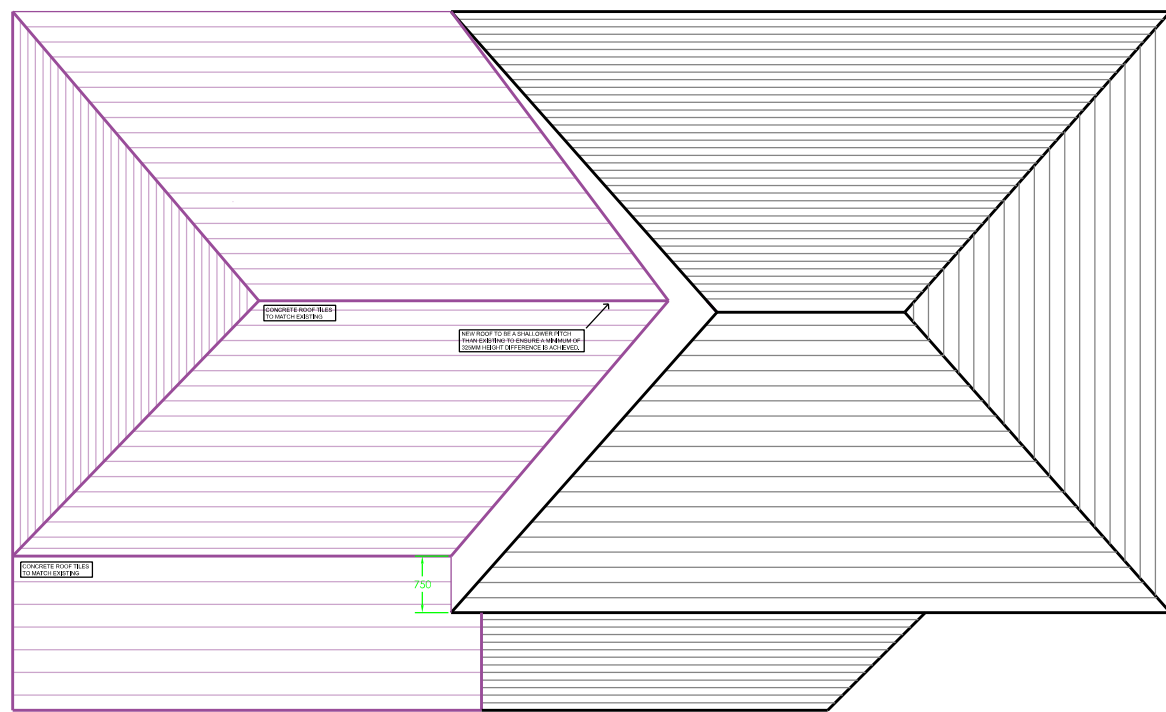 CONCRETE ROOF TILES
TO MATCH EXISTING
NEW ROOF TO BE A SHALLOWER PITCH
THAN EXISTING TO ENSURE A MINIMUM OF
325MM HEIGHT DIFFERENCE IS ACHIEVED.
CONCRETE ROOF TILES
TO MATCH EXISTING
750